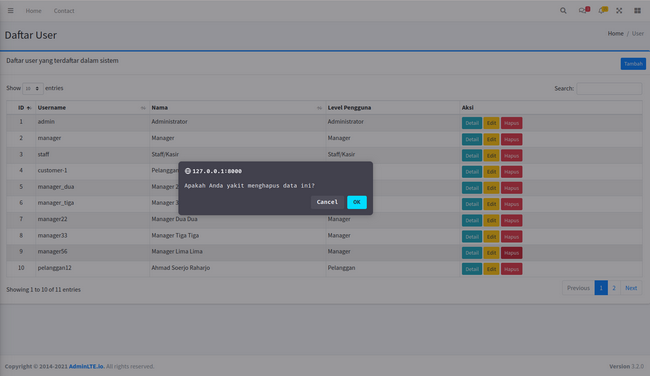 Home Contact
Daftar User
Home / User
Daftar user yang terdaftar dalam sistem
Tambah
Show 10 entries
Search:
ID Username Nama Level Pengguna Aksi
1 admin Administrator Administrator Detail Edit Hapus
2 manager Manager Manager Detail Edit Hapus
3 staff Staff/Kasir Staff/Kasir Detail Edit Hapus
4 customer-1 Pelanggan Detail Edit Hapus
5 manager_dua Manager 2 Detail Edit Hapus
6 manager_tiga Manager 3 Detail Edit Hapus
7 manager22 Manager Dua Dua Manager Detail Edit Hapus
8 manager33 Manager Tiga Tiga Manager Detail Edit Hapus
9 manager56 Manager Lima Lima Manager Detail Edit Hapus
10 pelanggan12 Ahmad Soerjo Raharjo Pelanggan Detail Edit Hapus
127.0.0.1:8000
Apakah Anda yakit menghapus data ini?
Cancel OK
Showing 1 to 10 of 11 entries
Previous 1 2 Next
Copyright © 2014-2021 AdminLTE.io. All rights reserved.
Version 3.2.0